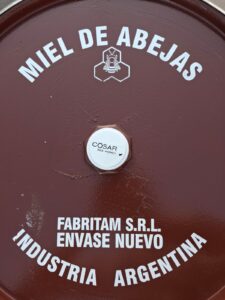 MIEL DE ABEJAS
COSAR
FABRITAM S.R.L.
ENVASE NUEVO
INDUSTRIA ARGENTINA